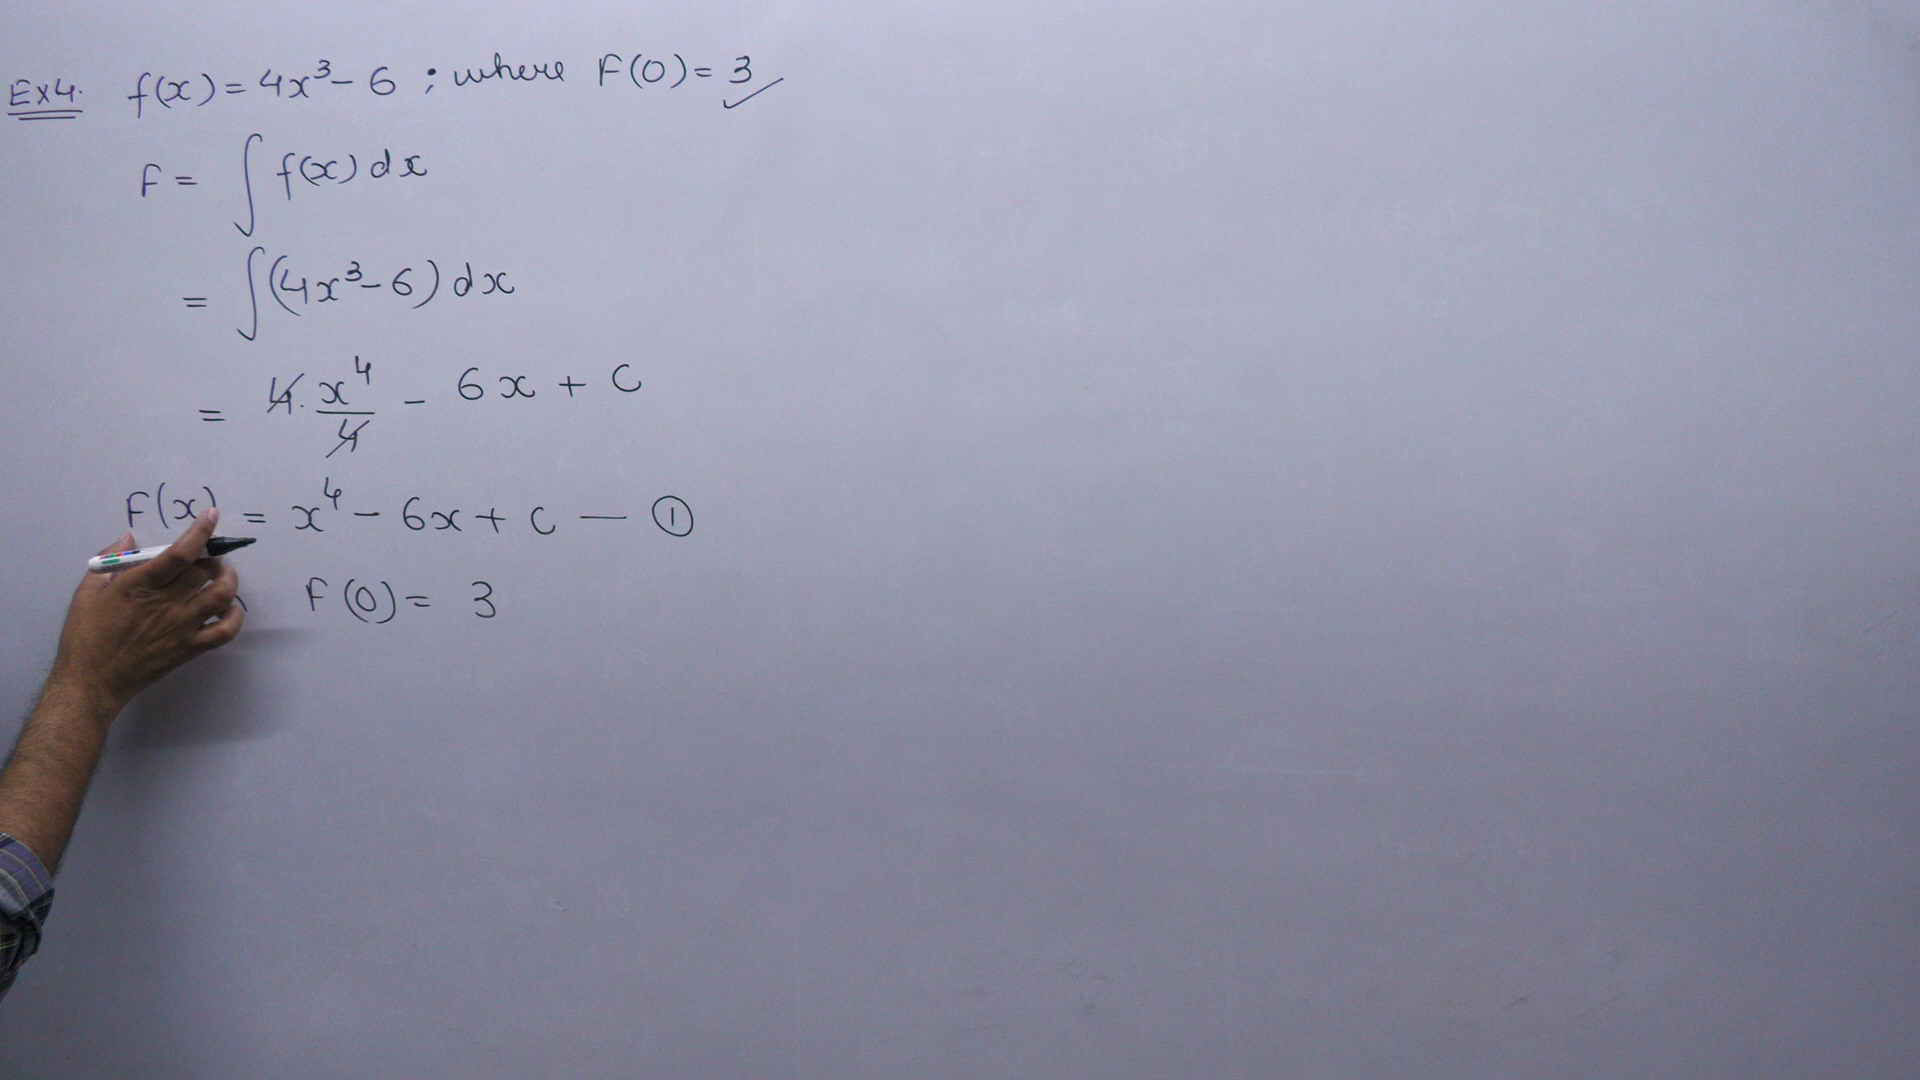 Ex4. f(x) = 4x³ - 6 ; where F(0) = 3 ✓
F = ∫ f(x) dx
= ∫ (4x³ - 6) dx
= 4. x⁴/4 - 6x + C
F(x) = x⁴ - 6x + C — ①
F(0) = 3